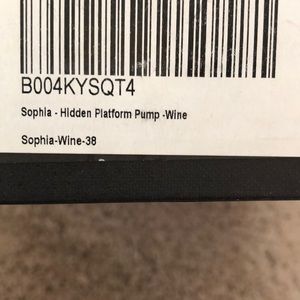 B004KYSQT4
Sophia - Hidden Platform Pump -Wine
Sophia-Wine-38